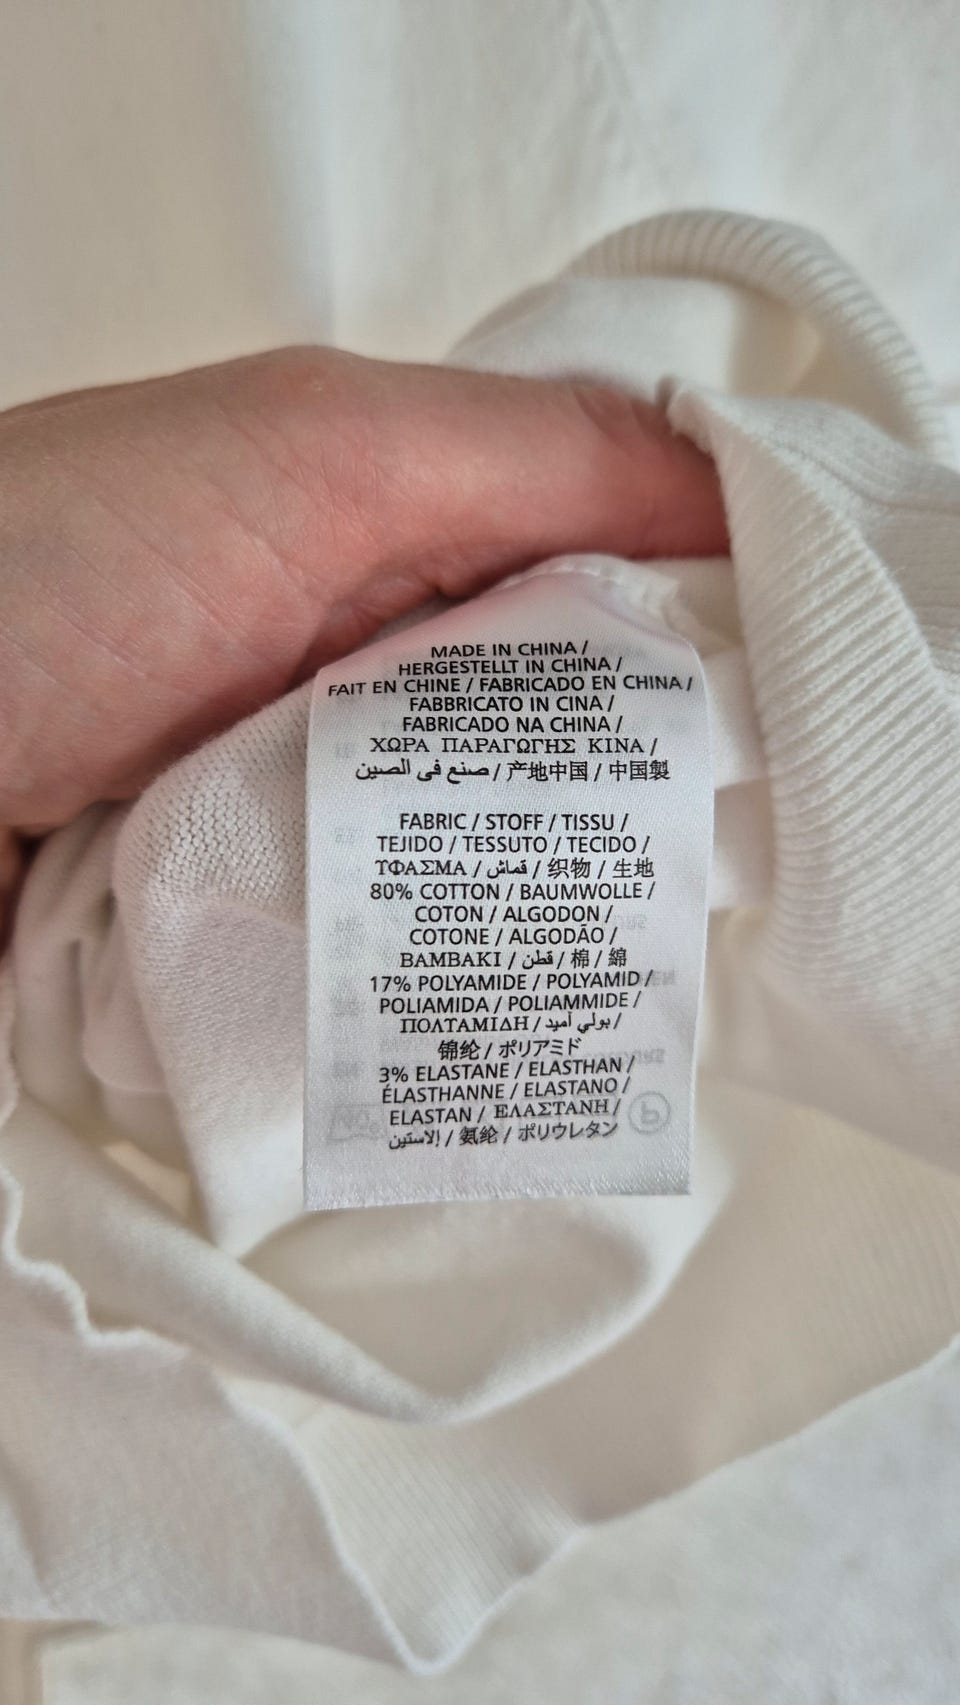 MADE IN CHINA /
HERGESTELLT IN CHINA /
FAIT EN CHINE / FABRICADO EN CHINA /
FABBRICATO IN CINA /
FABRICADO NA CHINA /
ΧΩΡΑ ΠΑΡΑΓΩΓΗΣ ΚΙΝΑ /
صنع في الصين / 产地中国 / 中国製
FABRIC / STOFF / TISSU /
TEJIDO / TESSUTO / TECIDO /
ΤΦΑΣΜΑ / قماش / 织物 / 生地
80% COTTON / BAUMWOLLE /
COTON / ALGODON /
COTONE / ALGODÃO /
BAMBAKI / قطن / 棉 / 綿
17% POLYAMIDE / POLYAMID /
POLIAMIDA / POLIAMMIDE /
ΠΟΛΤΑΜΙΔΗ / بولي أميد /
锦纶 / ポリアミド
3% ELASTANE / ELASTHAN /
ÉLASTHANNE / ELASTANO /
ELASTAN / ΕΛΑΣΤΑΝΗ /
إلاستين / 氨纶 / ポリウレタン